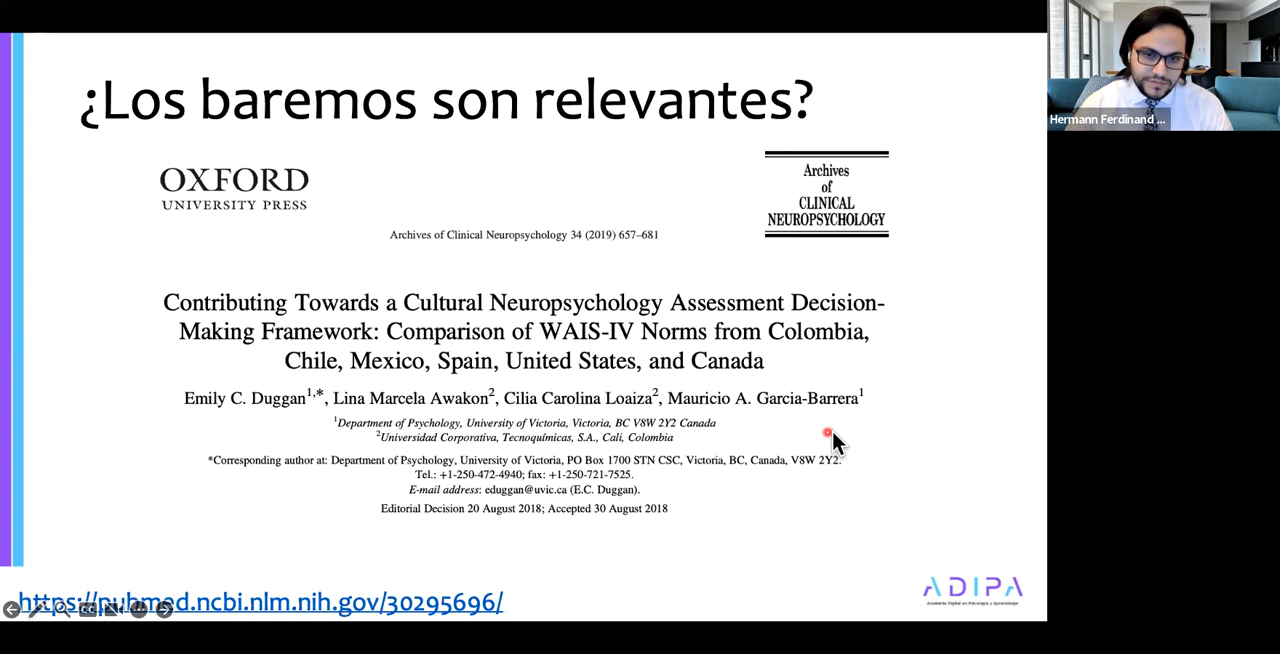 ¿Los baremos son relevantes?
Hermann Ferdinand ...
OXFORD
UNIVERSITY PRESS
Archives
of
CLINICAL
NEUROPSYCHOLOGY
Archives of Clinical Neuropsychology 34 (2019) 657–681
Contributing Towards a Cultural Neuropsychology Assessment Decision-
Making Framework: Comparison of WAIS-IV Norms from Colombia,
Chile, Mexico, Spain, United States, and Canada
Emily C. Duggan1,*, Lina Marcela Awakon2, Cilia Carolina Loaiza2, Mauricio A. Garcia-Barrera1
1Department of Psychology, University of Victoria, Victoria, BC V8W 2Y2 Canada
2Universidad Corporativa, Tecnoquímicas, S.A., Cali, Colombia
*Corresponding author at: Department of Psychology, University of Victoria, PO Box 1700 STN CSC, Victoria, BC, Canada, V8W 2Y2.
Tel.: +1-250-472-4940; fax: +1-250-721-7525.
E-mail address: eduggan@uvic.ca (E.C. Duggan).
Editorial Decision 20 August 2018; Accepted 30 August 2018
https://pubmed.ncbi.nlm.nih.gov/30295696/
ADIPA
Academia Digital en Psicología y Aprendizaje